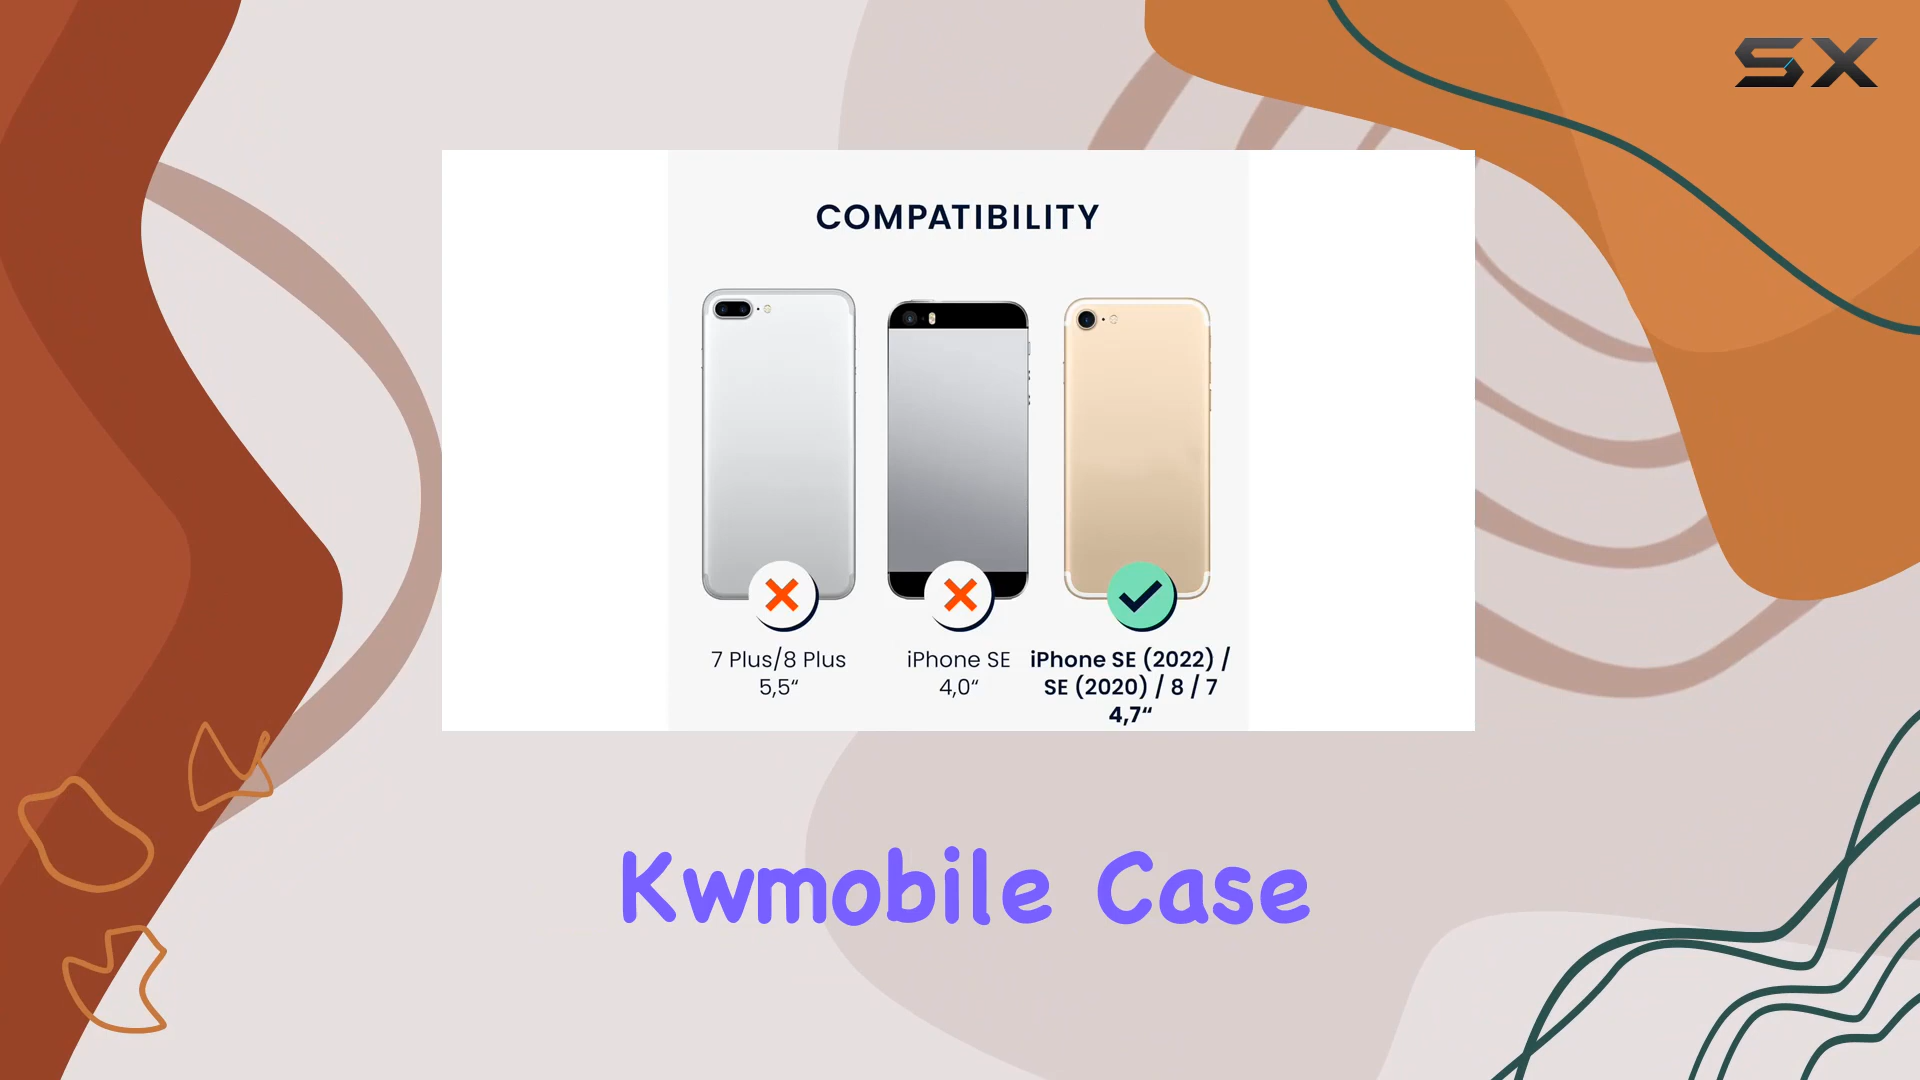 SX
COMPATIBILITY
7 Plus/8 Plus
5,5“
iPhone SE
4,0“
iPhone SE (2022) /
SE (2020) / 8 / 7
4,7“
Kwmobile Case